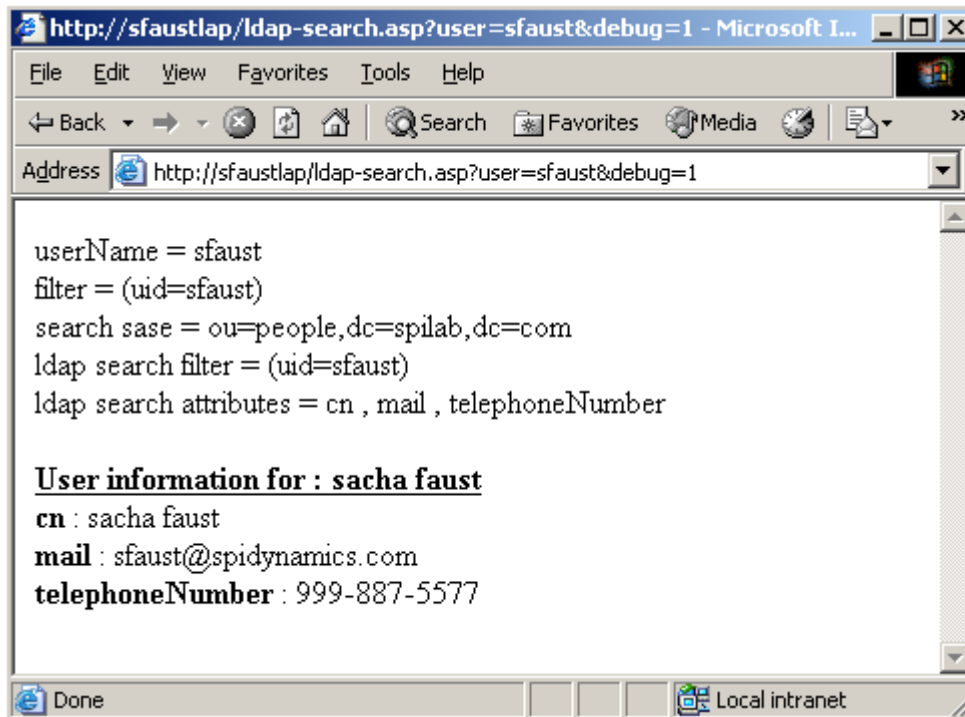 http://sfaustlap/ldap-search.asp?user=sfaust&debug=1 - Microsoft I...
File Edit View Favorites Tools Help
Back Search Favorites Media
Address http://sfaustlap/ldap-search.asp?user=sfaust&debug=1
userName = sfaust
filter = (uid=sfaust)
search sase = ou=people,dc=spilab,dc=com
ldap search filter = (uid=sfaust)
ldap search attributes = cn , mail , telephoneNumber
User information for : sacha faust
cn : sacha faust
mail : sfaust@spidynamics.com
telephoneNumber : 999-887-5577
Done Local intranet